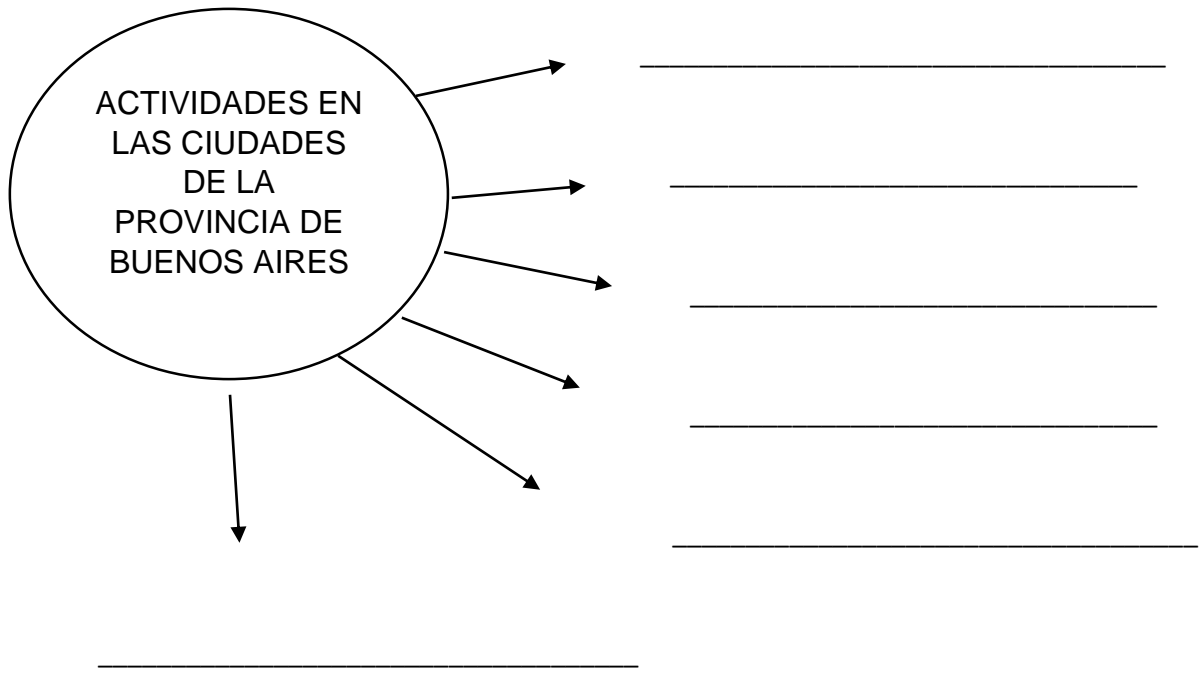 ACTIVIDADES EN
LAS CIUDADES
DE LA
PROVINCIA DE
BUENOS AIRES